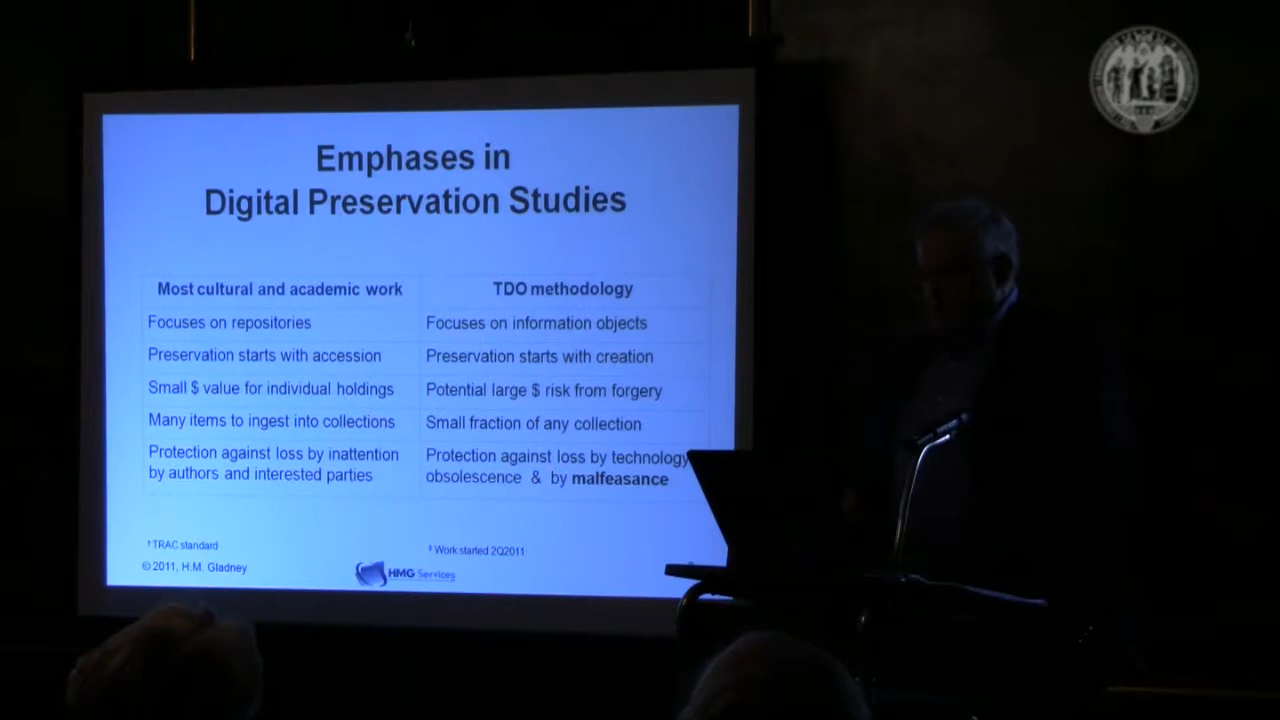 Emphases in
Digital Preservation Studies
Most cultural and academic work
TDO methodology
Focuses on repositories
Focuses on information objects
Preservation starts with accession
Preservation starts with creation
Small $ value for individual holdings
Potential large $ risk from forgery
Many items to ingest into collections
Small fraction of any collection
Protection against loss by inattention
by authors and interested parties
Protection against loss by technology
obsolescence & by malfeasance
† TRAC standard
‡ Work started 2Q2011
© 2011, H.M. Gladney
HMG Services